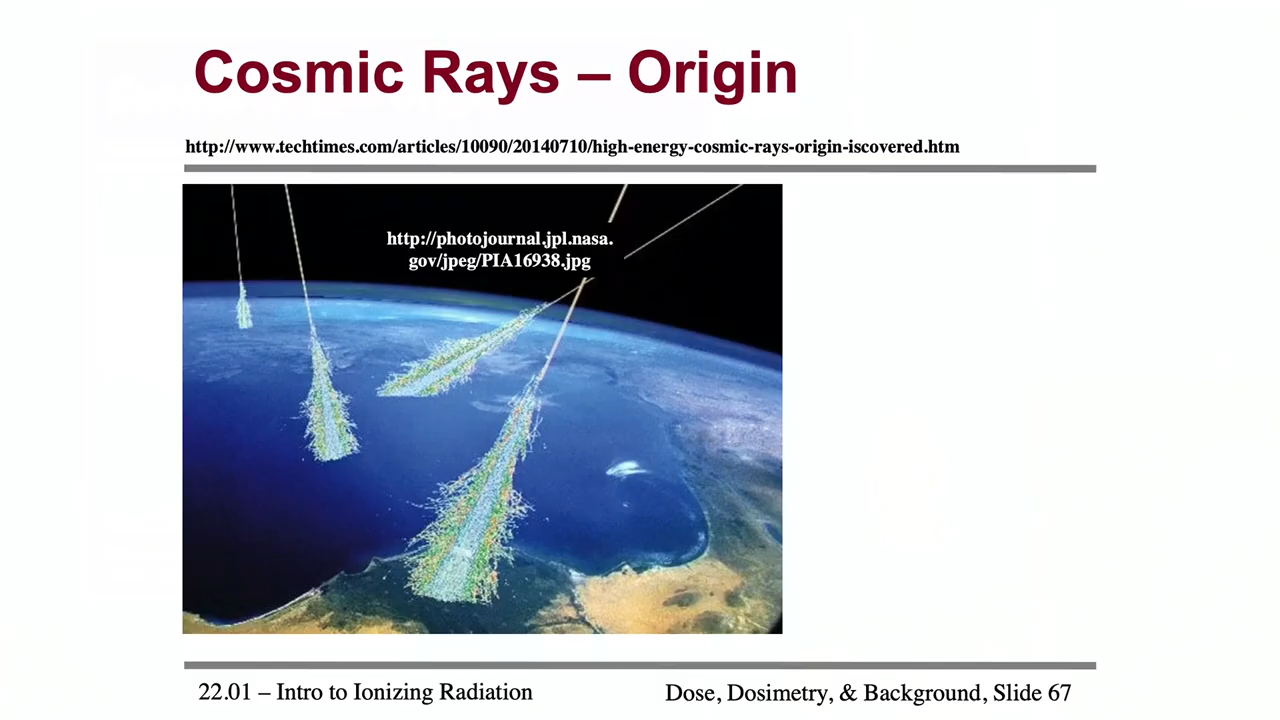 Cosmic Rays – Origin
http://www.techtimes.com/articles/10090/20140710/high-energy-cosmic-rays-origin-iscovered.htm
http://photojournal.jpl.nasa.
gov/jpeg/PIA16938.jpg
22.01 – Intro to Ionizing Radiation
Dose, Dosimetry, & Background, Slide 67